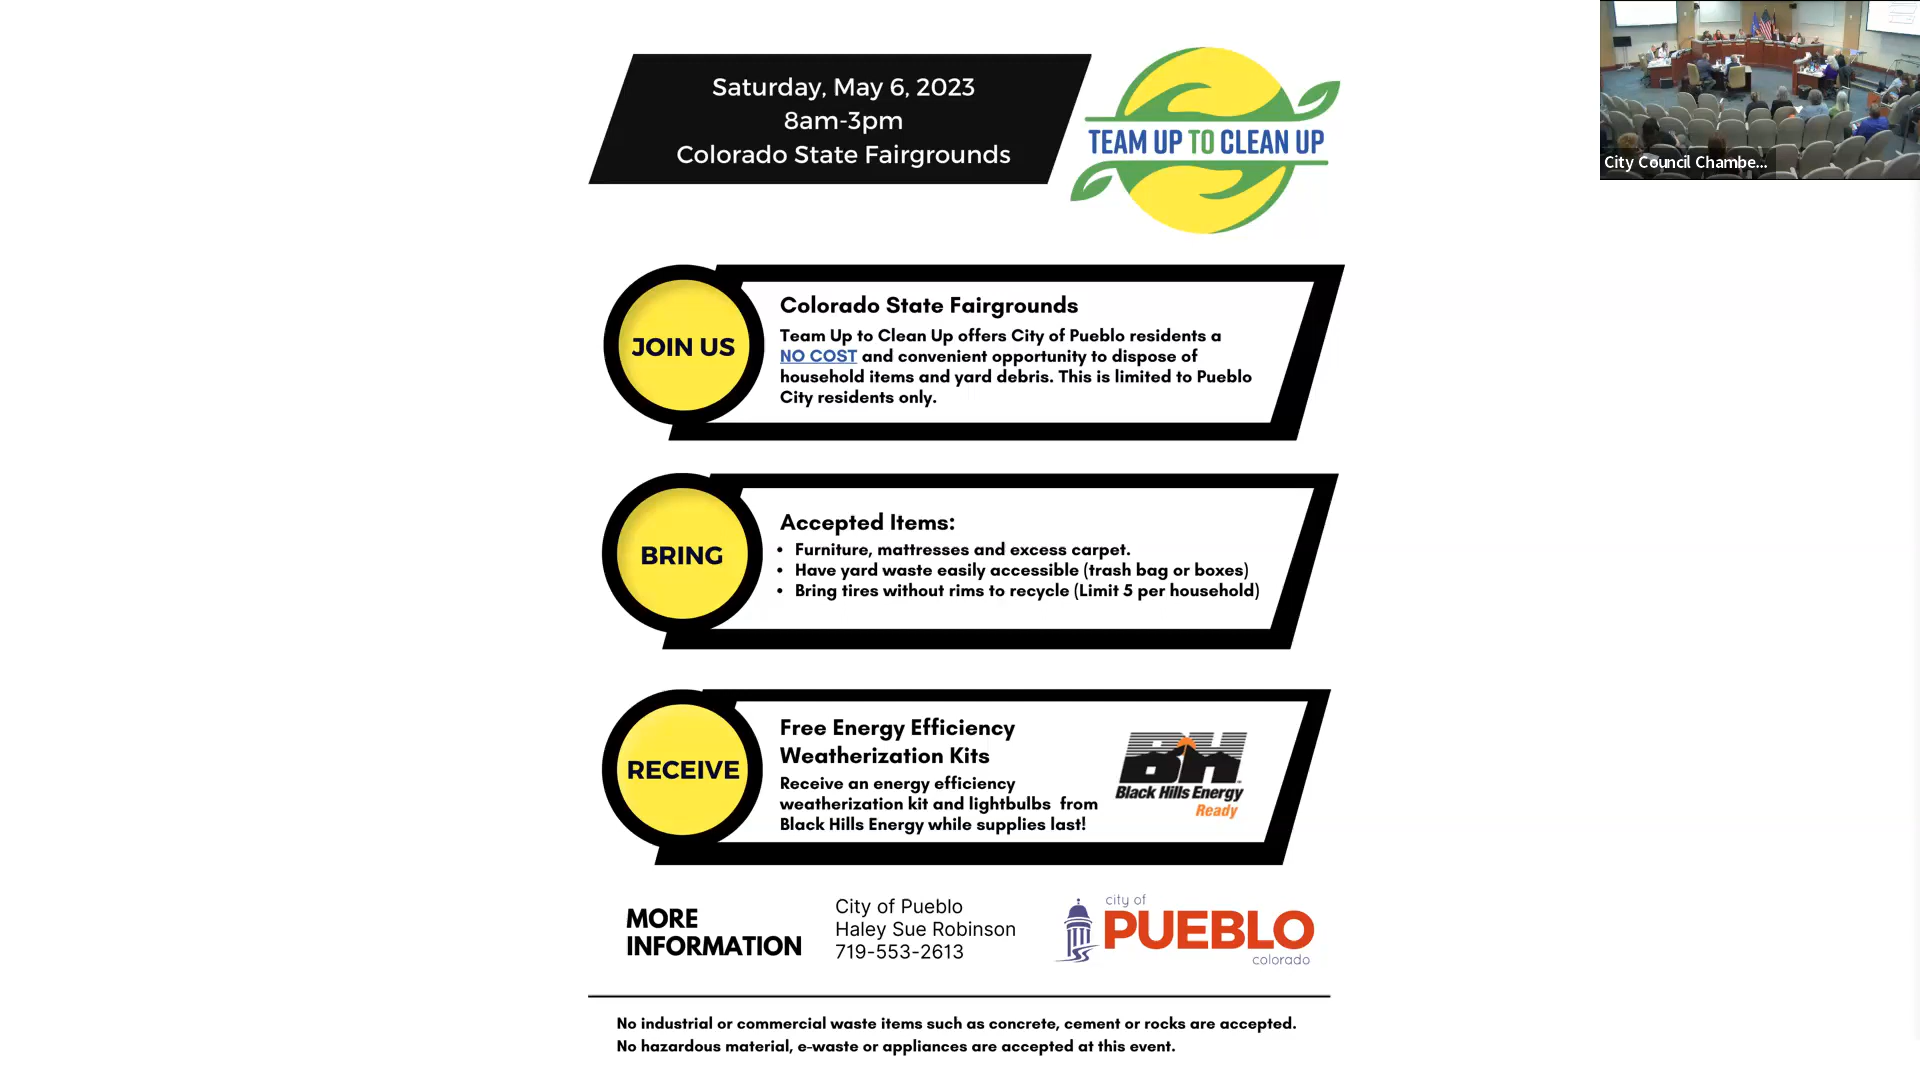 Saturday, May 6, 2023
8am-3pm
Colorado State Fairgrounds
TEAM UP TO CLEAN UP
City Council Chambe...
JOIN US
Colorado State Fairgrounds
Team Up to Clean Up offers City of Pueblo residents a
NO COST and convenient opportunity to dispose of
household items and yard debris. This is limited to Pueblo
City residents only.
BRING
Accepted Items:
• Furniture, mattresses and excess carpet.
• Have yard waste easily accessible (trash bag or boxes)
• Bring tires without rims to recycle (Limit 5 per household)
RECEIVE
Free Energy Efficiency
Weatherization Kits
Receive an energy efficiency
weatherization kit and lightbulbs from
Black Hills Energy while supplies last!
BH
Black Hills Energy
Ready
MORE
INFORMATION
City of Pueblo
Haley Sue Robinson
719-553-2613
city of
PUEBLO
colorado
No industrial or commercial waste items such as concrete, cement or rocks are accepted.
No hazardous material, e-waste or appliances are accepted at this event.